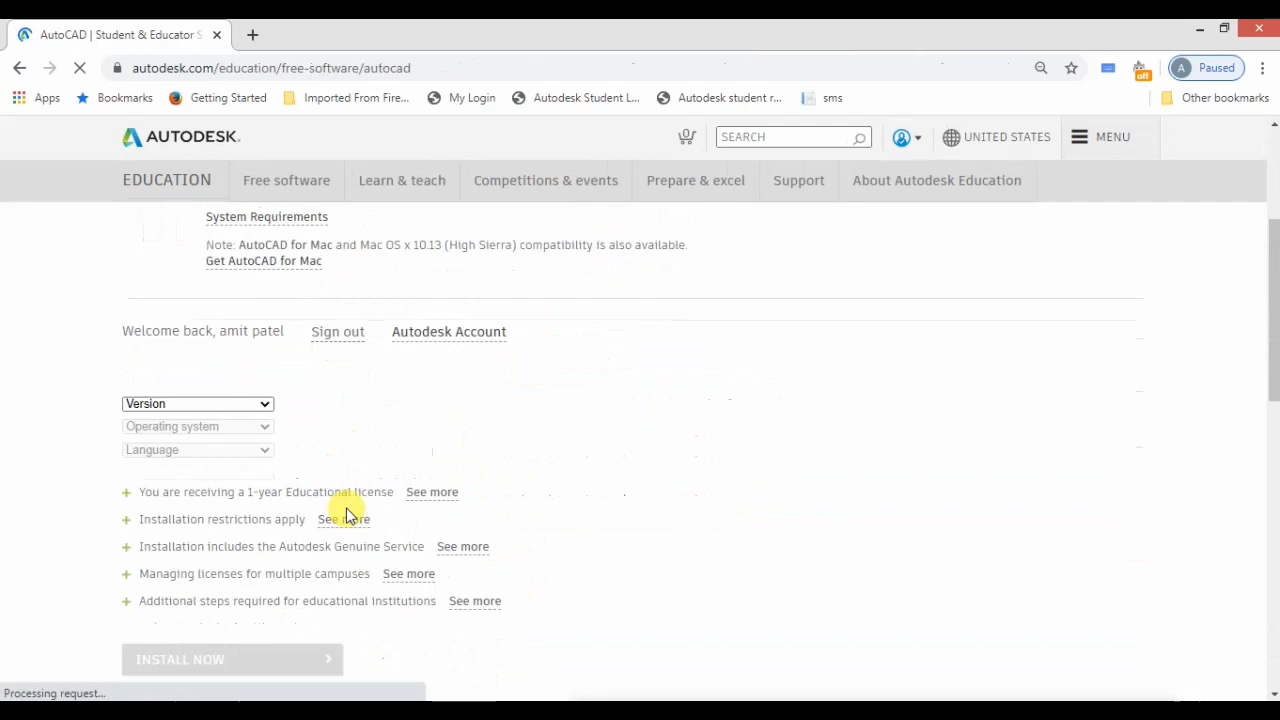 AutoCAD | Student & Educator S
autodesk.com/education/free-software/autocad
A Paused
off
Apps Bookmarks Getting Started Imported From Fire... My Login Autodesk Student L... Autodesk student r... sms Other bookmarks
AUTODESK.
0
SEARCH
UNITED STATES
MENU
EDUCATION Free software Learn & teach Competitions & events Prepare & excel Support About Autodesk Education
System Requirements
Note: AutoCAD for Mac and Mac OS x 10.13 (High Sierra) compatibility is also available.
Get AutoCAD for Mac
Welcome back, amit patel Sign out Autodesk Account
Version
Operating system
Language
+ You are receiving a 1-year Educational license See more
+ Installation restrictions apply See more
+ Installation includes the Autodesk Genuine Service See more
+ Managing licenses for multiple campuses See more
+ Additional steps required for educational institutions See more
INSTALL NOW
Processing request...